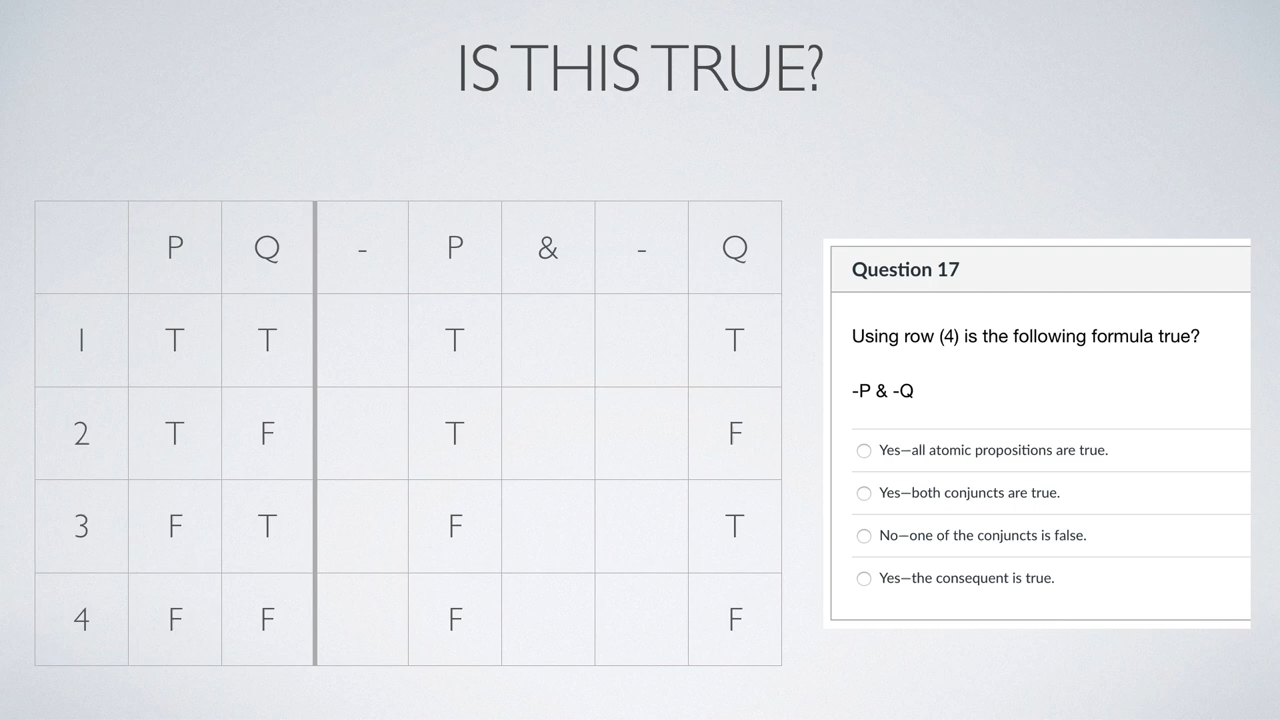 IS THIS TRUE?
P Q - P & - Q
1 T T T T
2 T F T F
3 F T F T
4 F F F F
Question 17
Using row (4) is the following formula true?
-P & -Q
Yes—all atomic propositions are true.
Yes—both conjuncts are true.
No—one of the conjuncts is false.
Yes—the consequent is true.